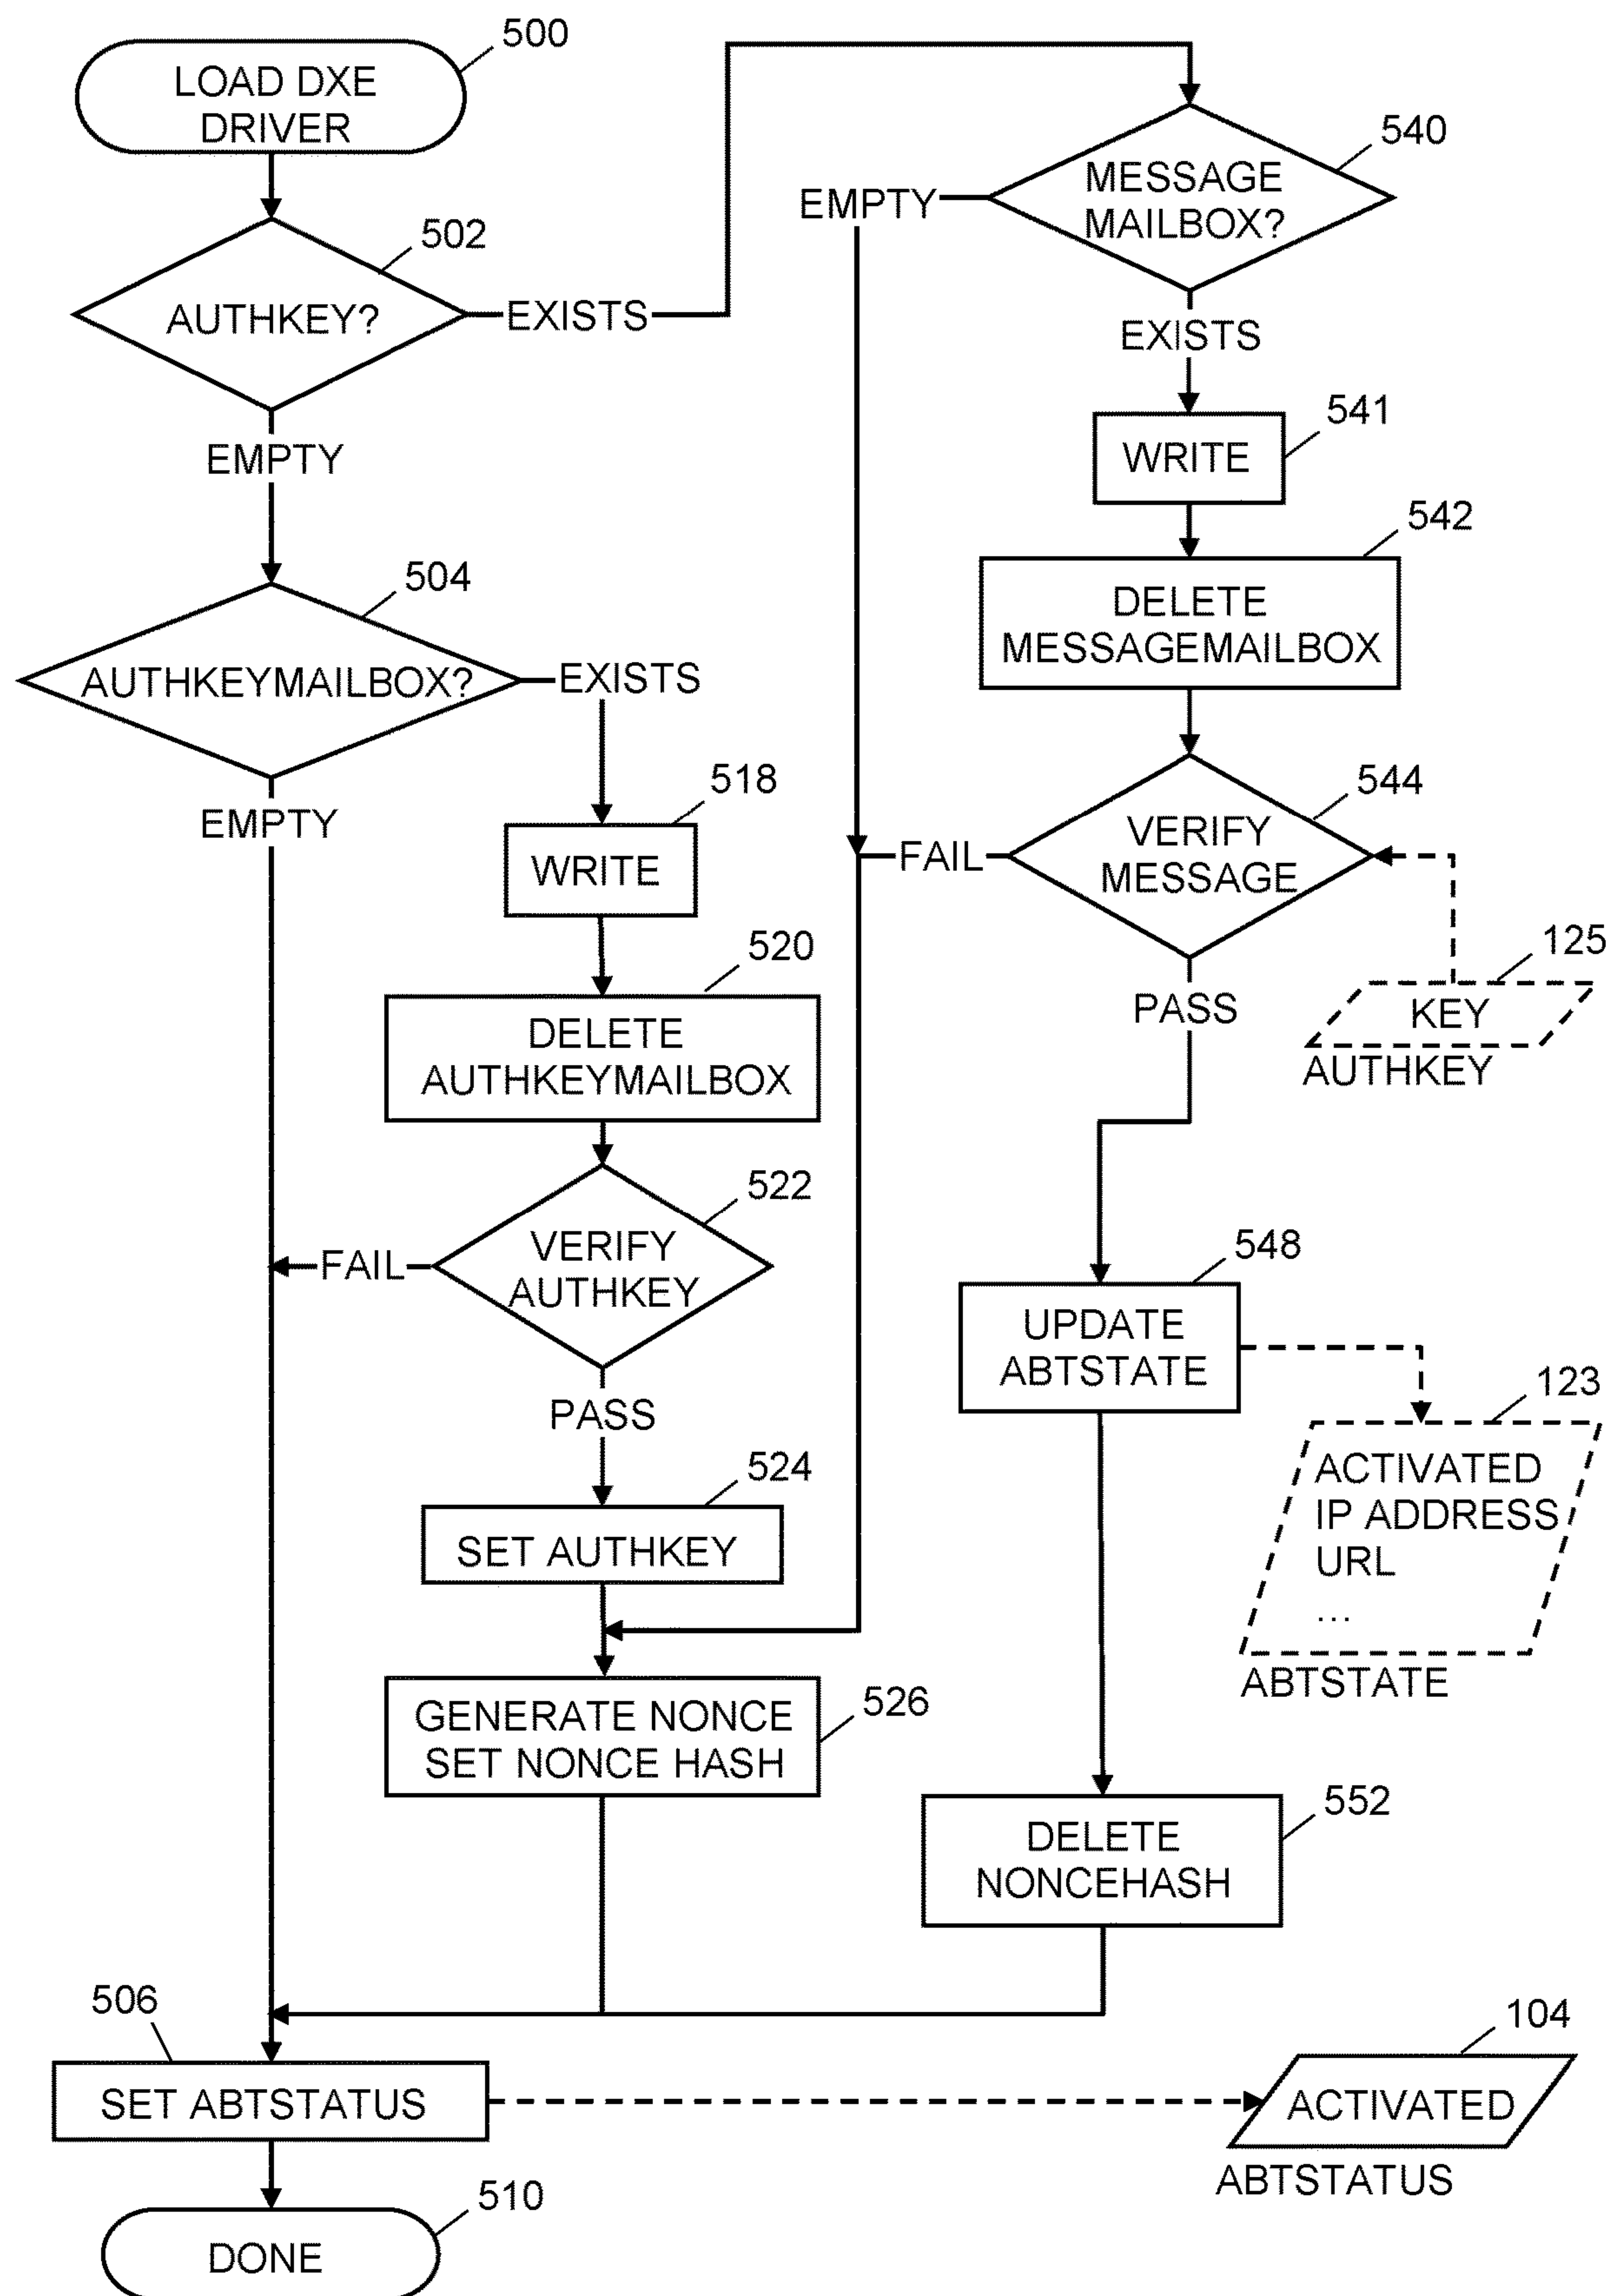 500
LOAD DXE
DRIVER
502
AUTHKEY?
EXISTS
EMPTY
504
AUTHKEYMAILBOX?
EXISTS
EMPTY
518
WRITE
520
DELETE
AUTHKEYMAILBOX
522
VERIFY
AUTHKEY
FAIL
PASS
524
SET AUTHKEY
526
GENERATE NONCE
SET NONCE HASH
540
MESSAGE
MAILBOX?
EMPTY
EXISTS
541
WRITE
542
DELETE
MESSAGEMAILBOX
544
VERIFY
MESSAGE
FAIL
PASS
125
KEY
AUTHKEY
548
UPDATE
ABTSTATE
123
ACTIVATED
IP ADDRESS
URL
...
ABTSTATE
552
DELETE
NONCEHASH
506
SET ABTSTATUS
104
ACTIVATED
ABTSTATUS
510
DONE